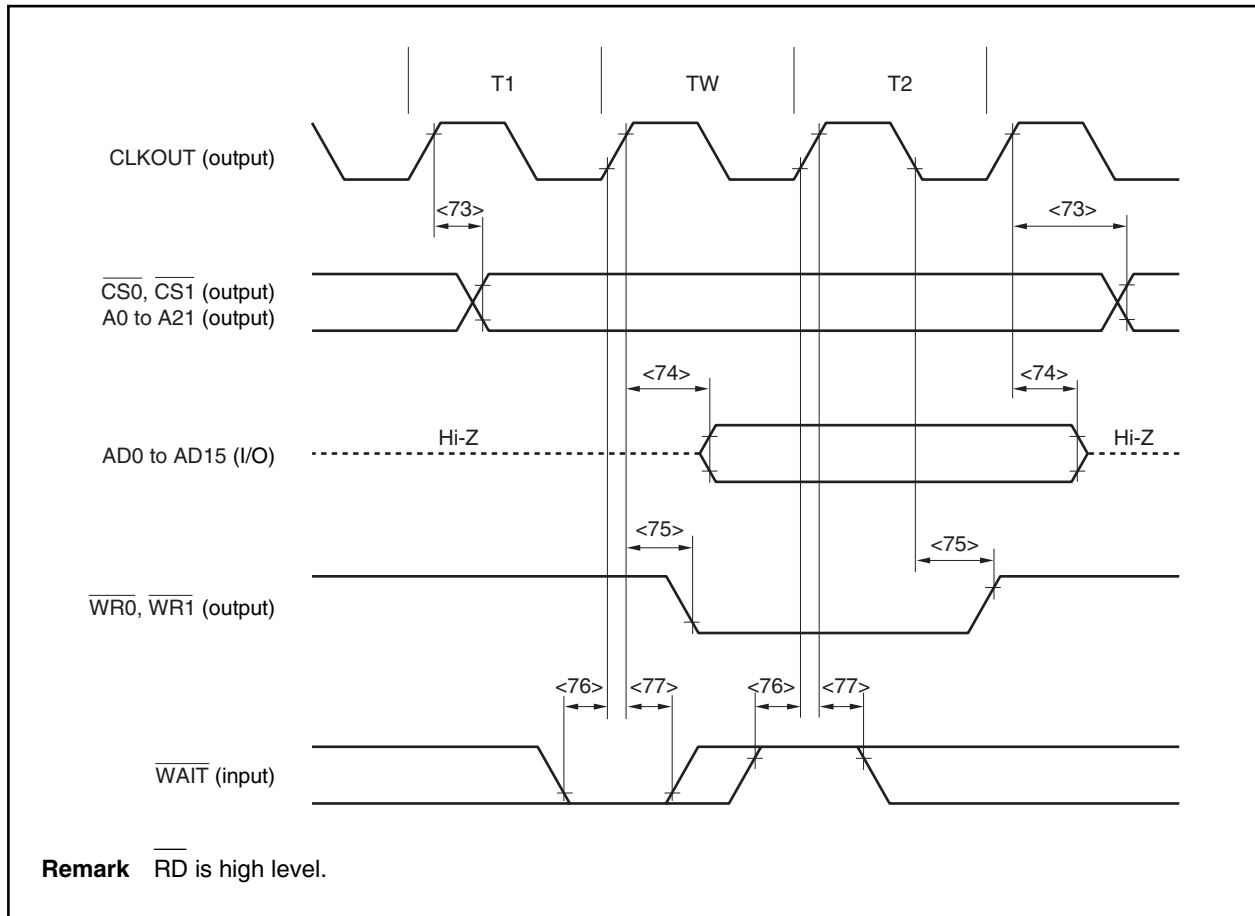 T1 TW T2
CLKOUT (output)
<73> <73>
CS0, CS1 (output)
A0 to A21 (output)
<74> <74>
Hi-Z Hi-Z
AD0 to AD15 (I/O)
<75> <75>
WR0, WR1 (output)
<76> <77> <76> <77>
WAIT (input)
Remark RD is high level.